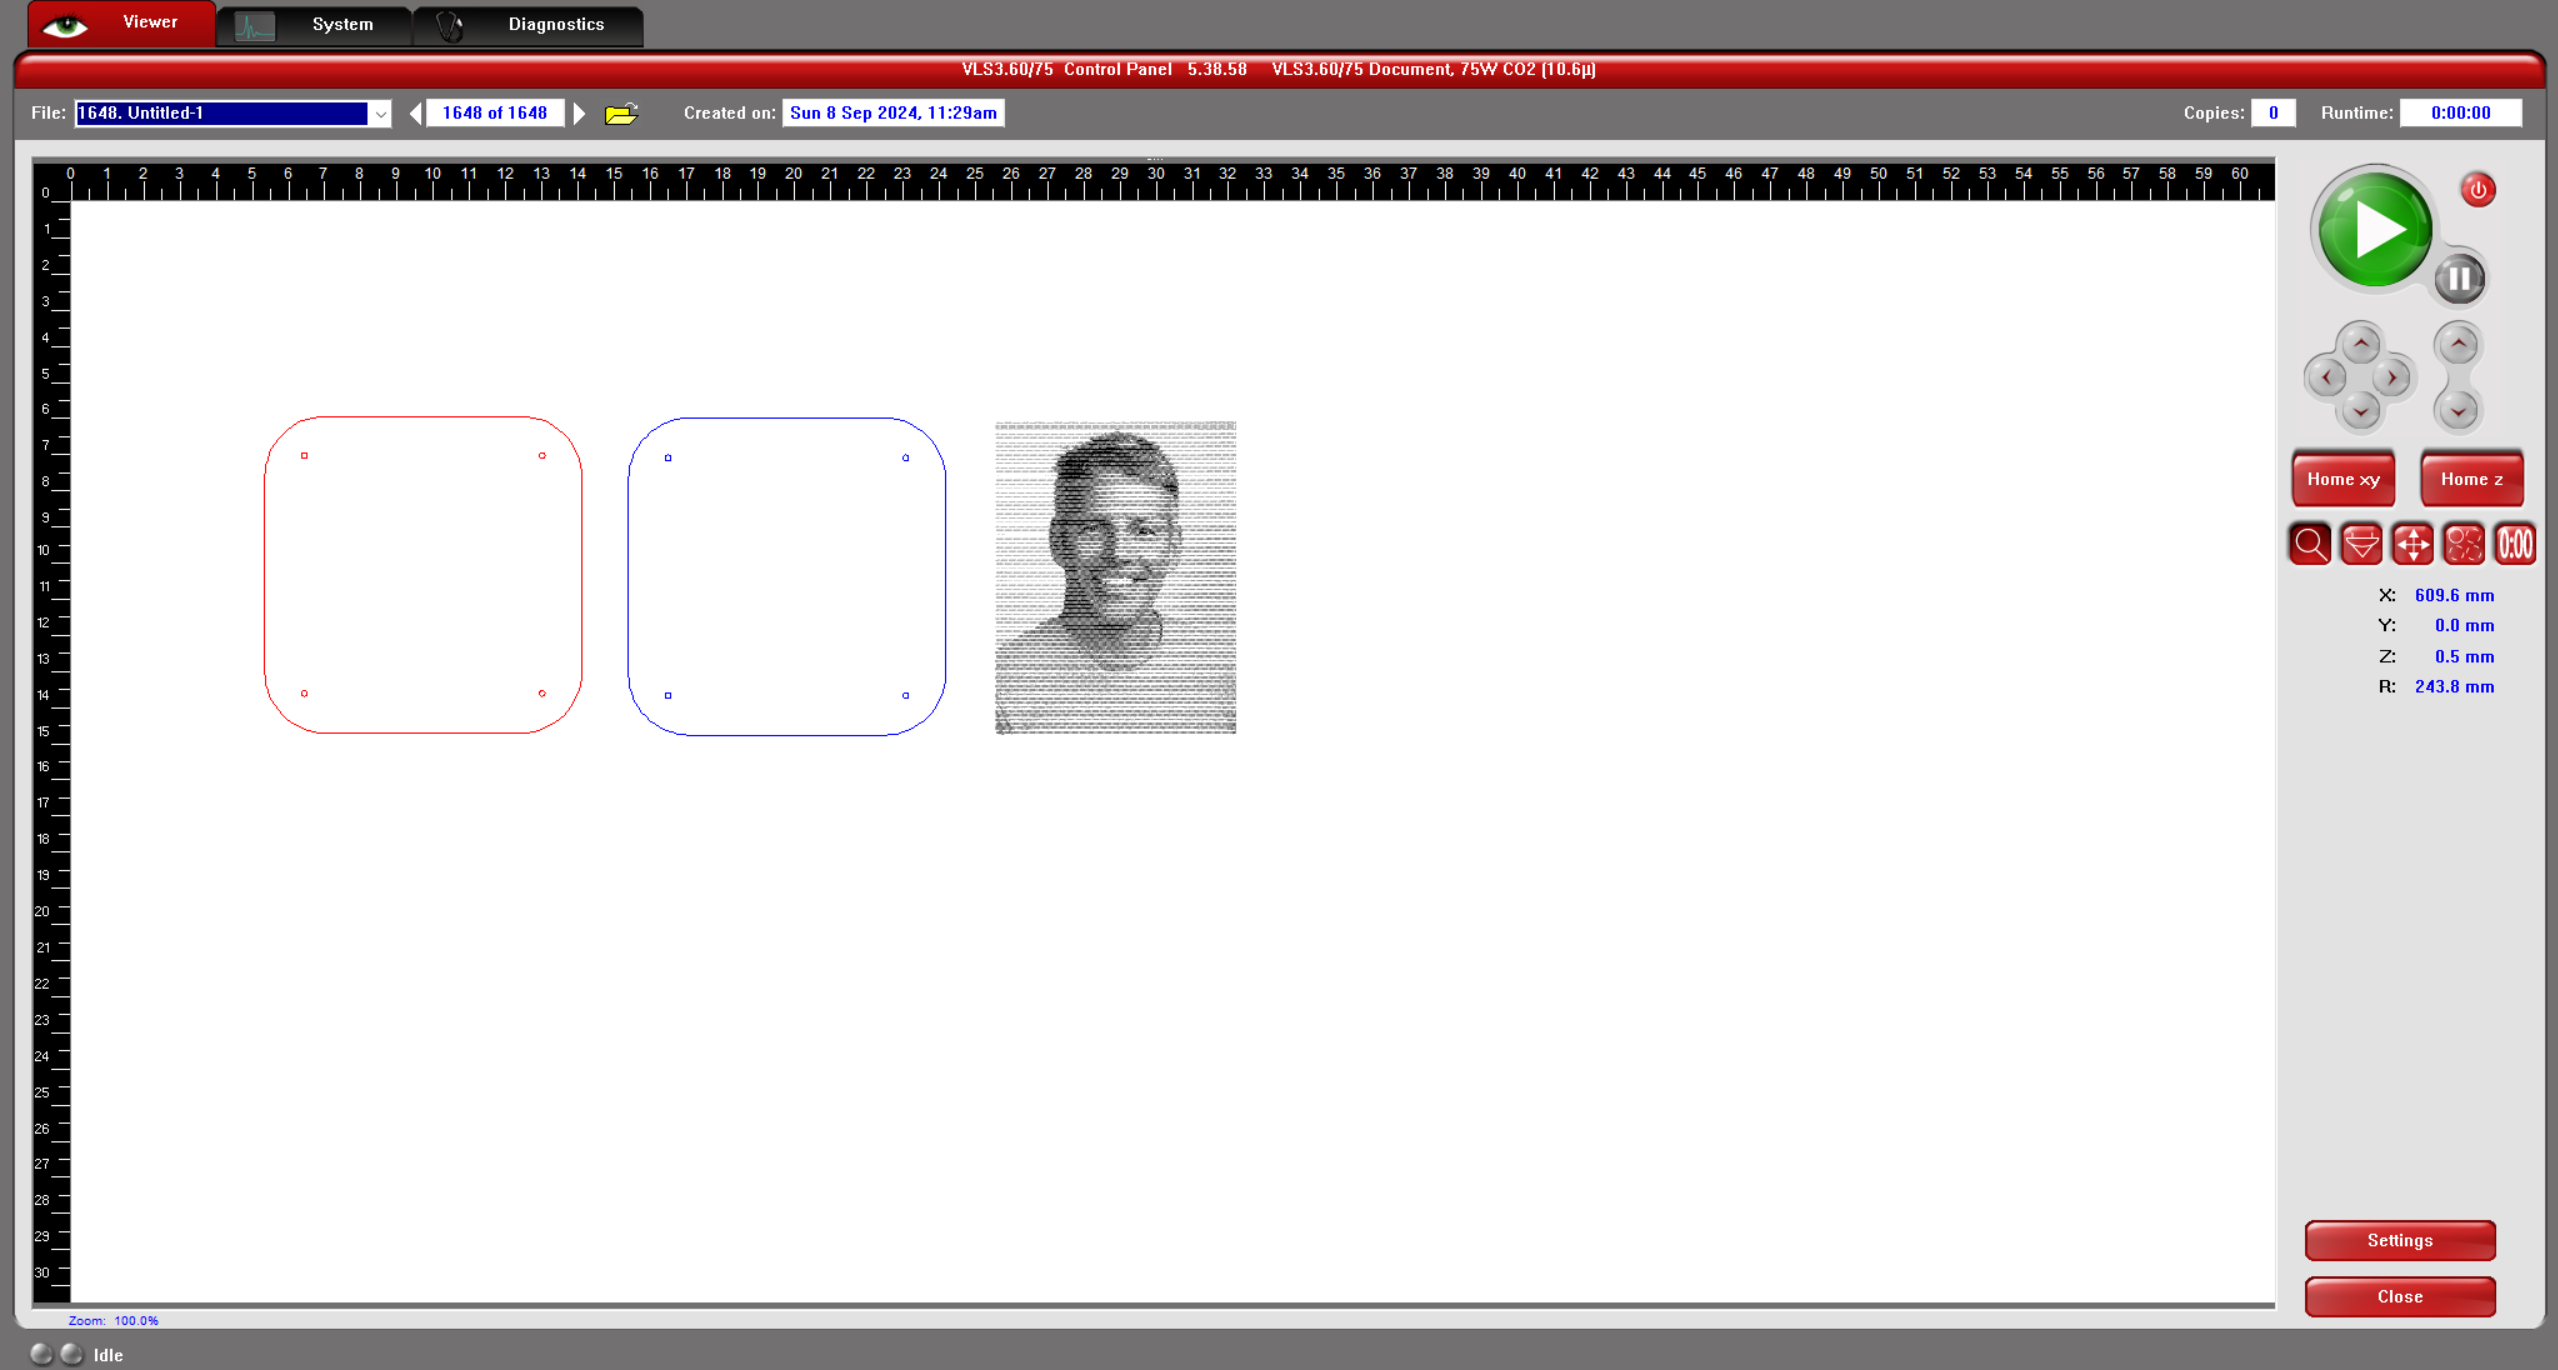 Viewer System Diagnostics
VLS3.60/75 Control Panel 5.38.58 VLS3.60/75 Document, 75W CO2 (10.6µ)
File: 1648. Untitled-1 1648 of 1648 Created on: Sun 8 Sep 2024, 11:29am Copies: 0 Runtime: 0:00:00
0 1 2 3 4 5 6 7 8 9 10 11 12 13 14 15 16 17 18 19 20 21 22 23 24 25 26 27 28 29 30 31 32 33 34 35 36 37 38 39 40 41 42 43 44 45 46 47 48 49 50 51 52 53 54 55 56 57 58 59 60
0
1
2
3
4
5
6
7
8
9
10
11
12
13
14
15
16
17
18
19
20
21
22
23
24
25
26
27
28
29
30
Home xy Home z
0:00
X: 609.6 mm
Y: 0.0 mm
Z: 0.5 mm
R: 243.8 mm
Settings
Close
Zoom: 100.0%
Idle